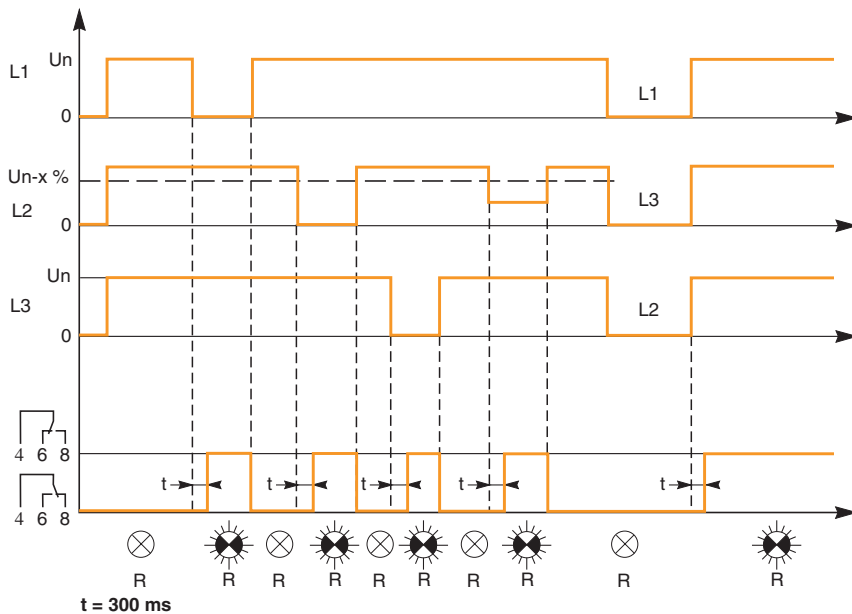 Un
L1
L1
0
Un-x %
L2
L3
0
Un
L3
L2
0
4 6 8
t t t t t
4 6 8
R R R R R R R R R R
t = 300 ms